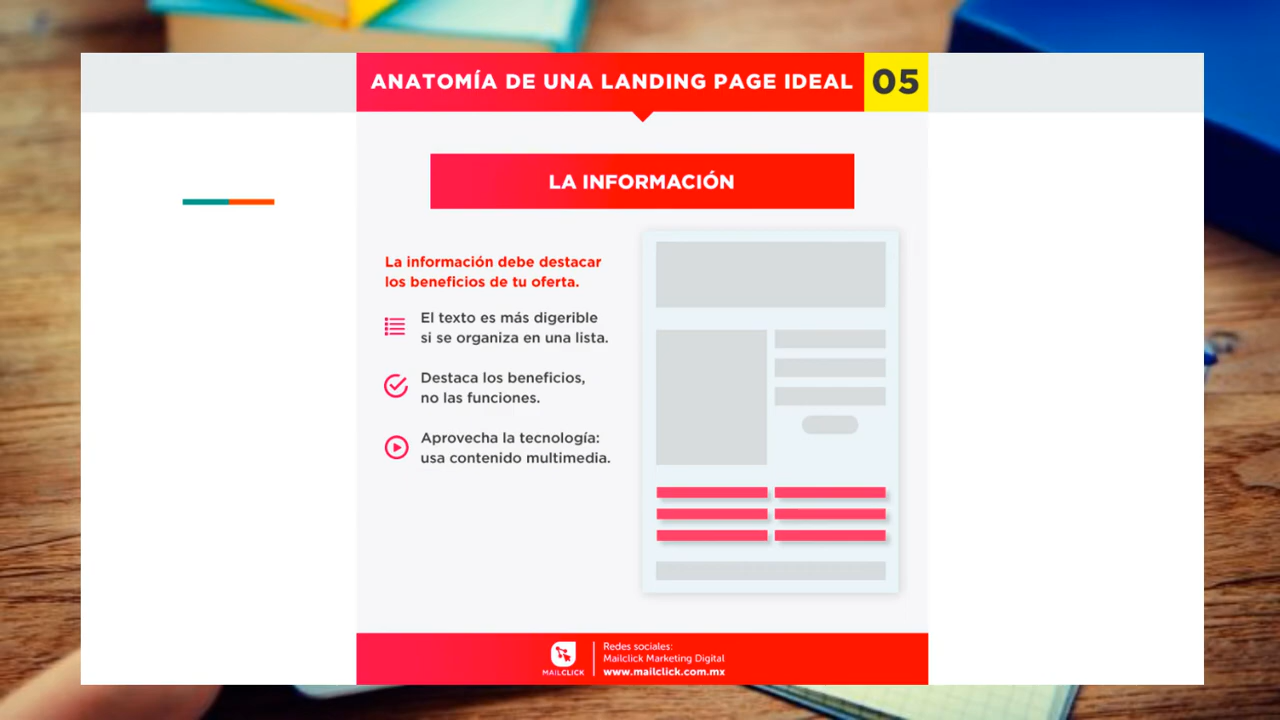 ANATOMÍA DE UNA LANDING PAGE IDEAL
05
LA INFORMACIÓN
La información debe destacar
los beneficios de tu oferta.
El texto es más digerible
si se organiza en una lista.
Destaca los beneficios,
no las funciones.
Aprovecha la tecnología:
usa contenido multimedia.
MAILCLICK
Redes sociales:
Mailclick Marketing Digital
www.mailclick.com.mx